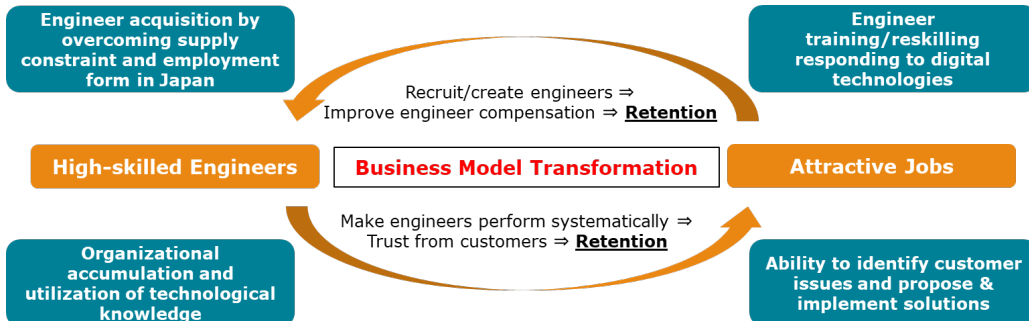 Engineer acquisition by
overcoming supply
constraint and employment
form in Japan
Engineer
training/reskilling
responding to digital
technologies
Recruit/create engineers ⇒
Improve engineer compensation ⇒ Retention
High-skilled Engineers
Business Model Transformation
Attractive Jobs
Make engineers perform systematically ⇒
Trust from customers ⇒ Retention
Organizational
accumulation and
utilization of technological
knowledge
Ability to identify customer
issues and propose &
implement solutions